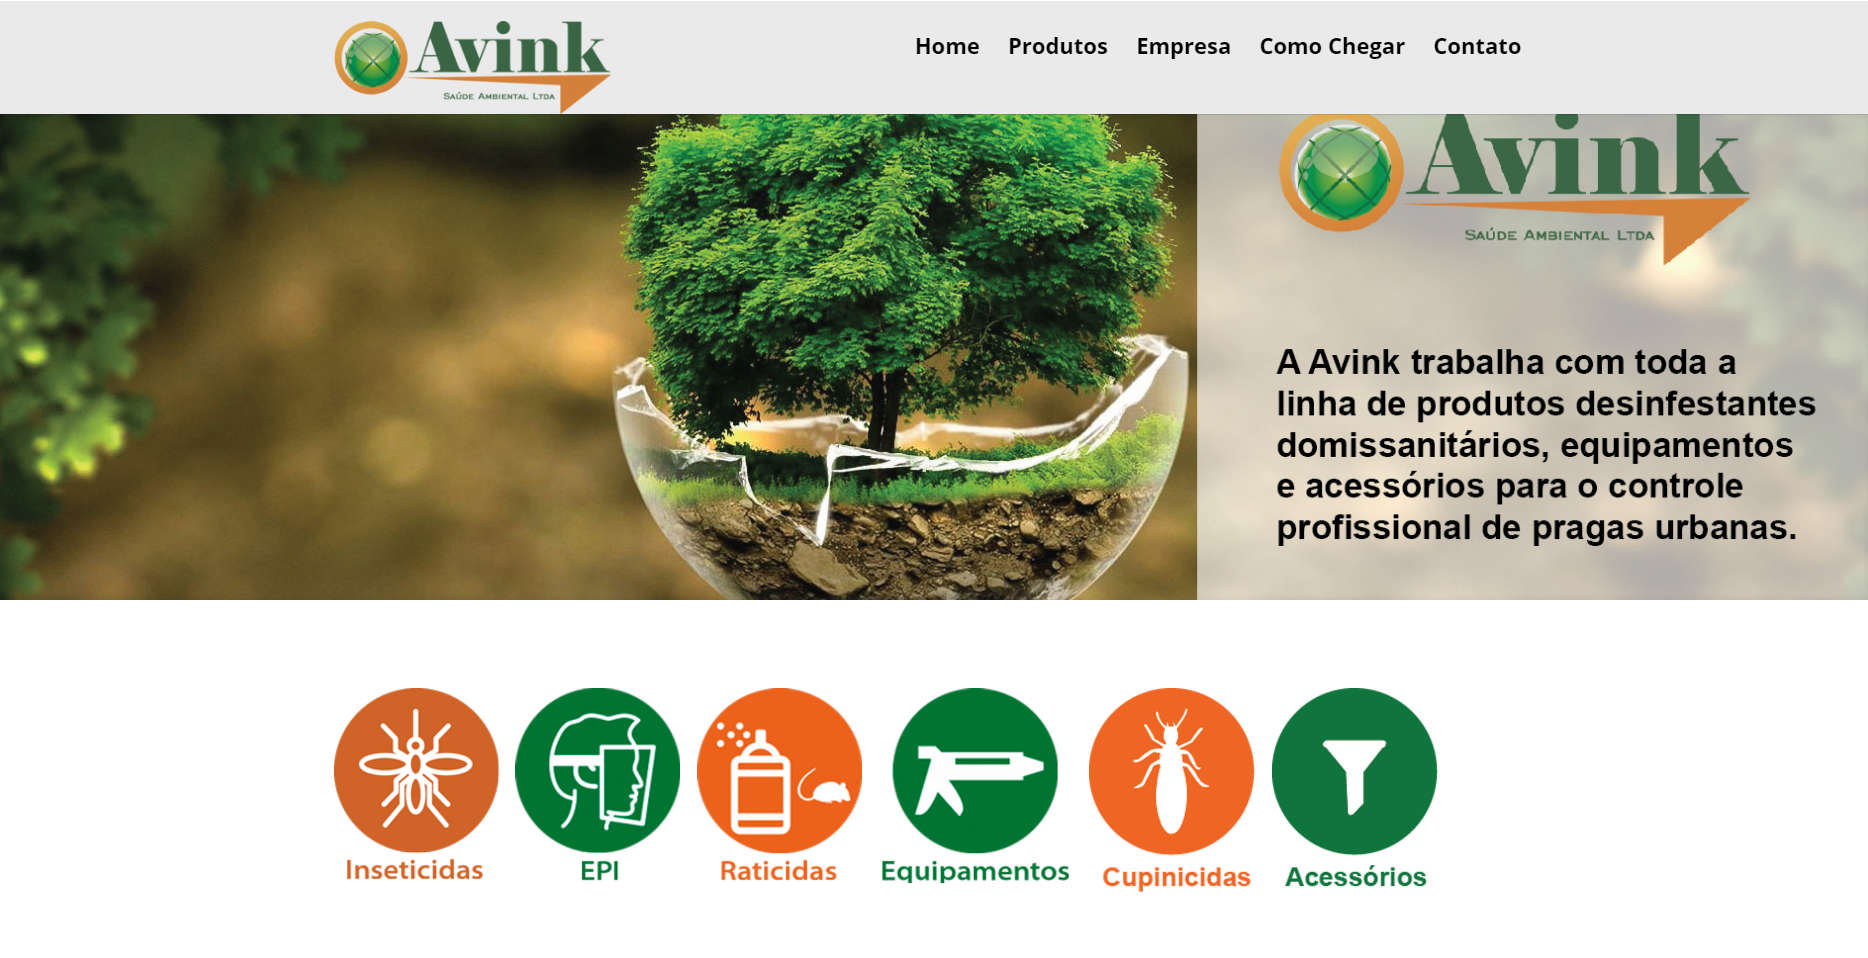 Avink
SAÚDE AMBIENTAL LTDA
Home Produtos Empresa Como Chegar Contato
Avink
SAÚDE AMBIENTAL LTDA
A Avink trabalha com toda a
linha de produtos desinfestantes
domissanitários, equipamentos
e acessórios para o controle
profissional de pragas urbanas.
Inseticidas
EPI
Raticidas
Equipamentos
Cupinicidas
Acessórios